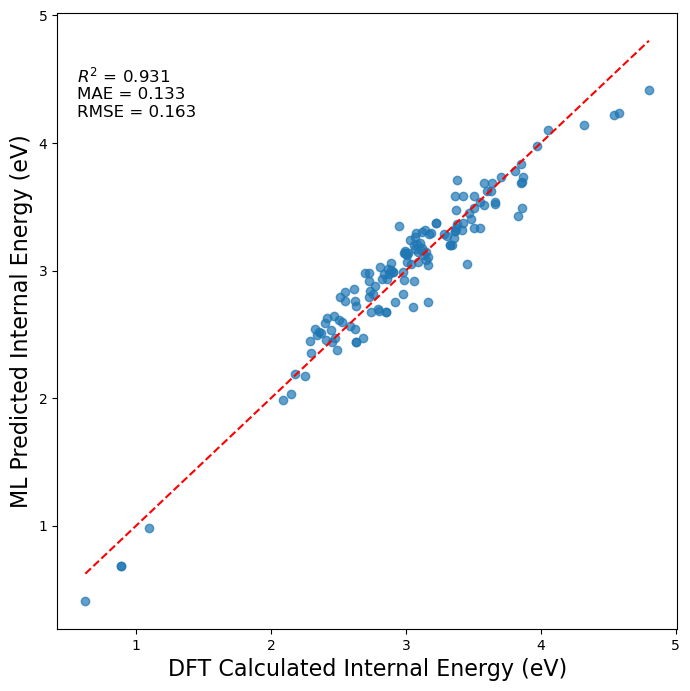 R² = 0.931
MAE = 0.133
RMSE = 0.163
ML Predicted Internal Energy (eV)
5
4
3
2
1
1 2 3 4 5
DFT Calculated Internal Energy (eV)